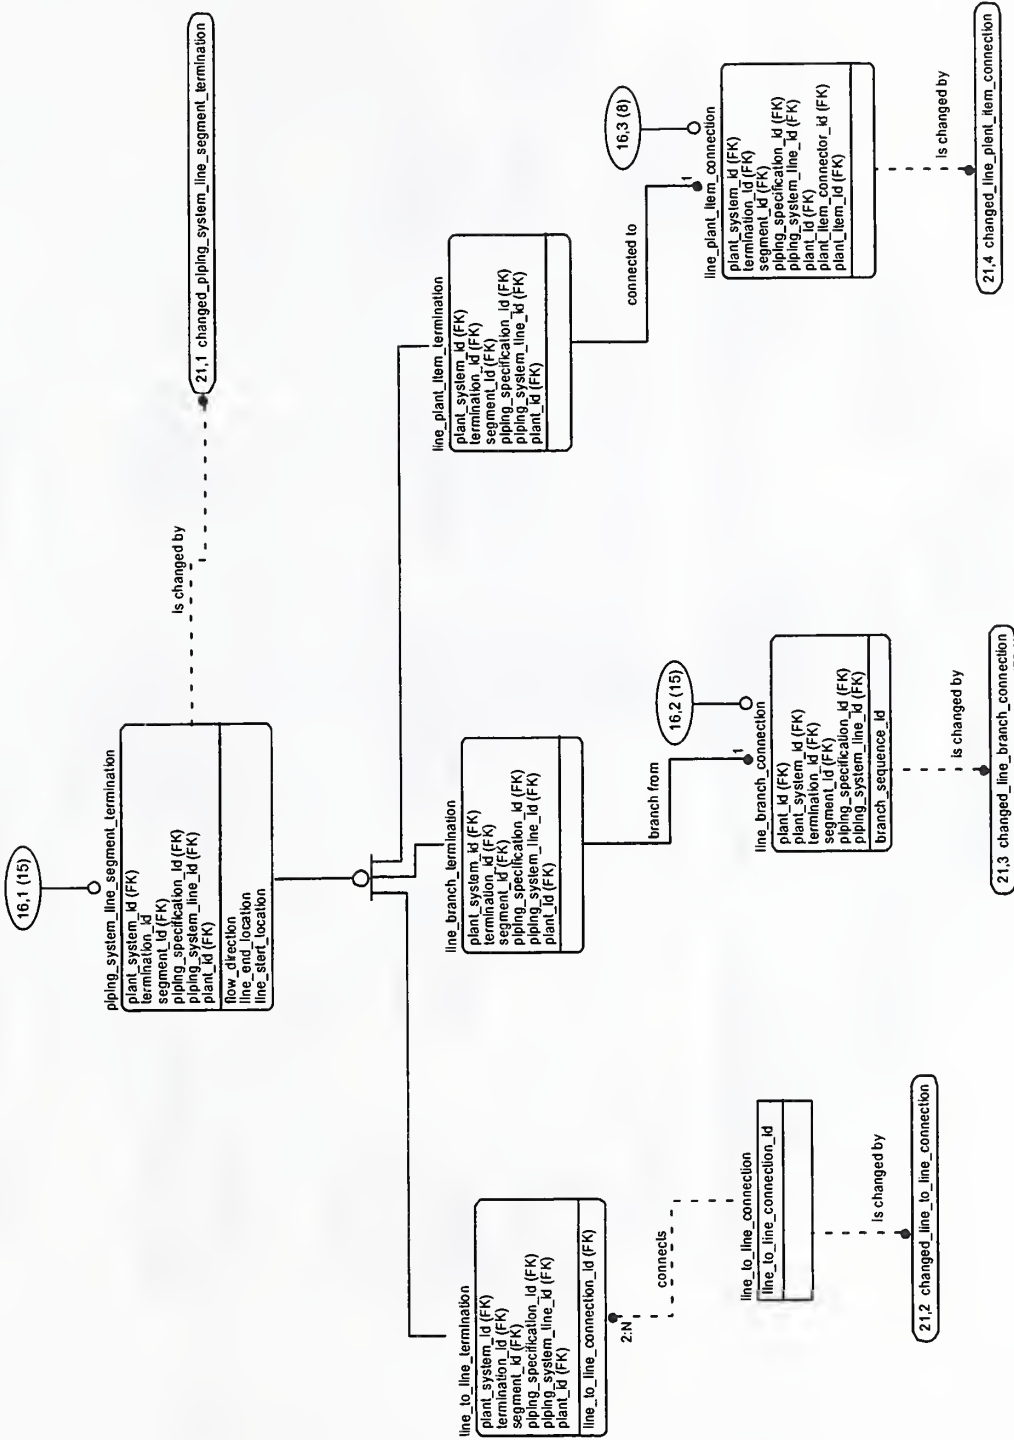 16,1 (15)
piping_system_line_segment_termination
plant_system_id (FK)
termination_id
segment_id (FK)
piping_specification_id (FK)
piping_system_line_id (FK)
plant_id (FK)
flow_direction
line_end_location
line_start_location
is changed by
21,1 changed_piping_system_line_segment_termination
line_to_line_termination
plant_system_id (FK)
termination_id (FK)
segment_id (FK)
piping_specification_id (FK)
piping_system_line_id (FK)
plant_id (FK)
line_to_line_connection_id (FK)
2:N
connects
line_to_line_connection
line_to_line_connection_id
is changed by
21,2 changed_line_to_line_connection
line_branch_termination
plant_system_id (FK)
termination_id (FK)
segment_id (FK)
piping_specification_id (FK)
piping_system_line_id (FK)
plant_id (FK)
branch from
1
16,2 (15)
line_branch_connection
plant_id (FK)
plant_system_id (FK)
termination_id (FK)
segment_id (FK)
piping_specification_id (FK)
piping_system_line_id (FK)
branch_sequence_id
is changed by
21,3 changed_line_branch_connection
line_plant_item_termination
plant_system_id (FK)
termination_id (FK)
segment_id (FK)
piping_specification_id (FK)
piping_system_line_id (FK)
plant_id (FK)
connected to
1
16,3 (8)
line_plant_item_connection
plant_system_id (FK)
termination_id (FK)
segment_id (FK)
piping_specification_id (FK)
piping_system_line_id (FK)
plant_id (FK)
plant_item_connector_id (FK)
plant_item_id (FK)
is changed by
21,4 changed_line_plant_item_connection